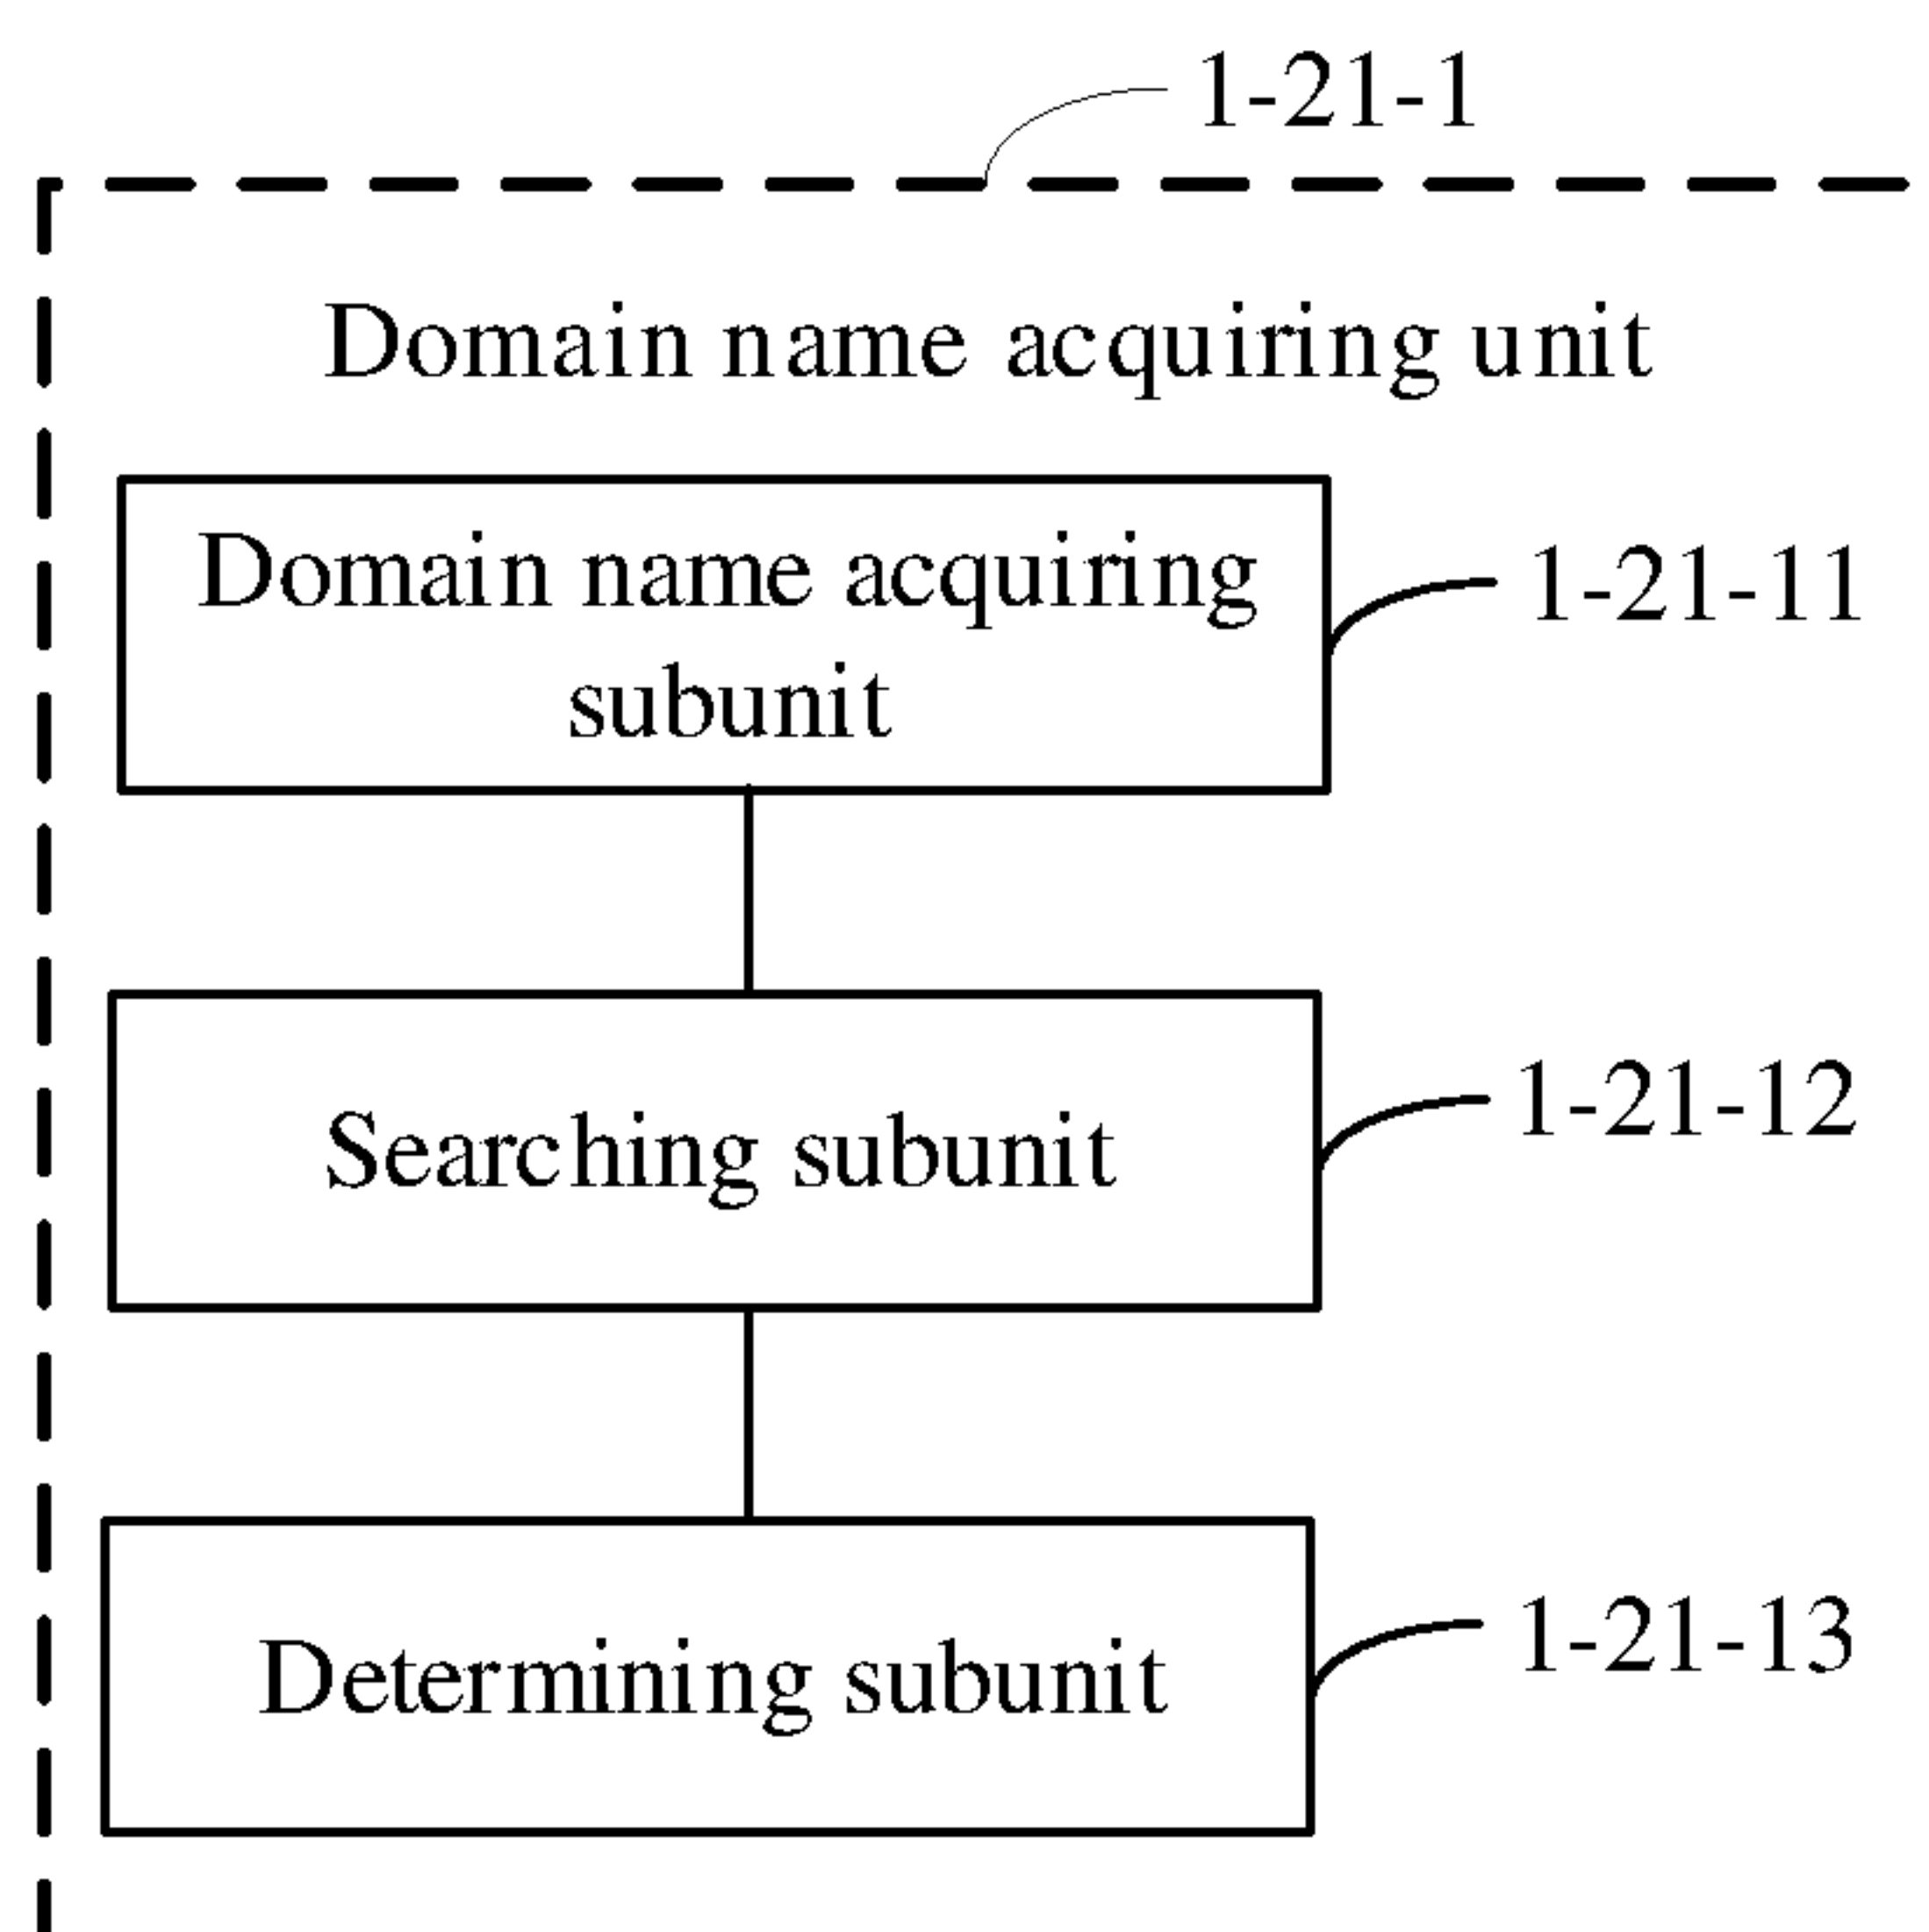 1-21-1
Domain name acquiring unit
Domain name acquiring
subunit
1-21-11
Searching subunit
1-21-12
Determining subunit
1-21-13